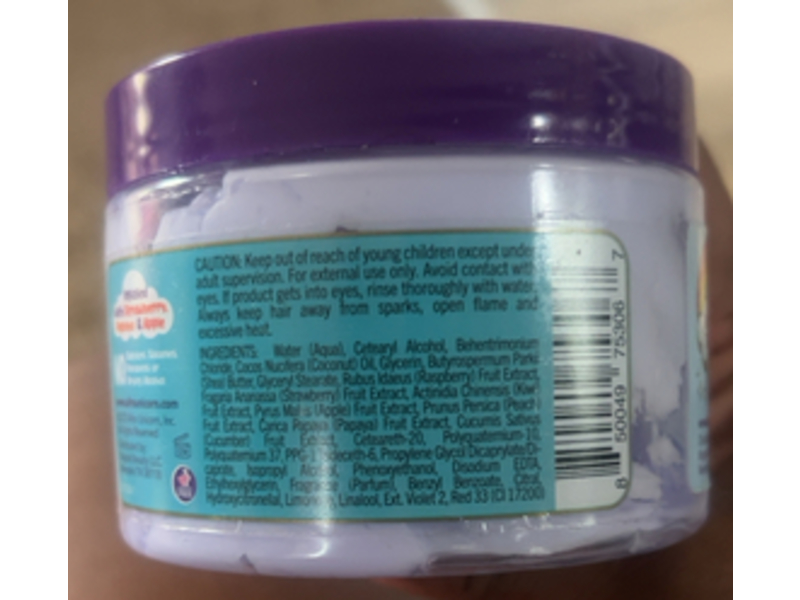 CAUTION: Keep out of reach of young children except under
adult supervision. For external use only. Avoid contact with
eyes. If product gets into eyes, rinse thoroughly with water.
Always keep hair away from sparks, open flame and
excessive heat.
INGREDIENTS: Water (Aqua), Cetearyl Alcohol, Behentrimonium
Chloride, Cocos Nucifera (Coconut) Oil, Glycerin, Butyrospermum Parkii
(Shea) Butter, Glyceryl Stearate, Rubus Idaeus (Raspberry) Fruit Extract,
Fragaria Ananassa (Strawberry) Fruit Extract, Actinidia Chinensis (Kiwi)
Fruit Extract, Pyrus Malus (Apple) Fruit Extract, Prunus Persica (Peach)
Fruit Extract, Carica Papaya (Papaya) Fruit Extract, Cucumis Sativus
(Cucumber) Fruit Extract, Ceteareth-20, Polyquaternium-10,
Polyquaternium 37, PPG-1 Trideceth-6, Propylene Glycol Dicaprylate/Di-
caprate, Isopropyl Alcohol, Phenoxyethanol, Disodium EDTA,
Ethylhexylglycerin, Fragrance (Parfum), Benzyl Benzoate, Citral,
Hydroxycitronellal, Limonene, Linalool, Ext. Violet 2, Red 33 (CI 17200)
& Apple
8 50049 75306 7